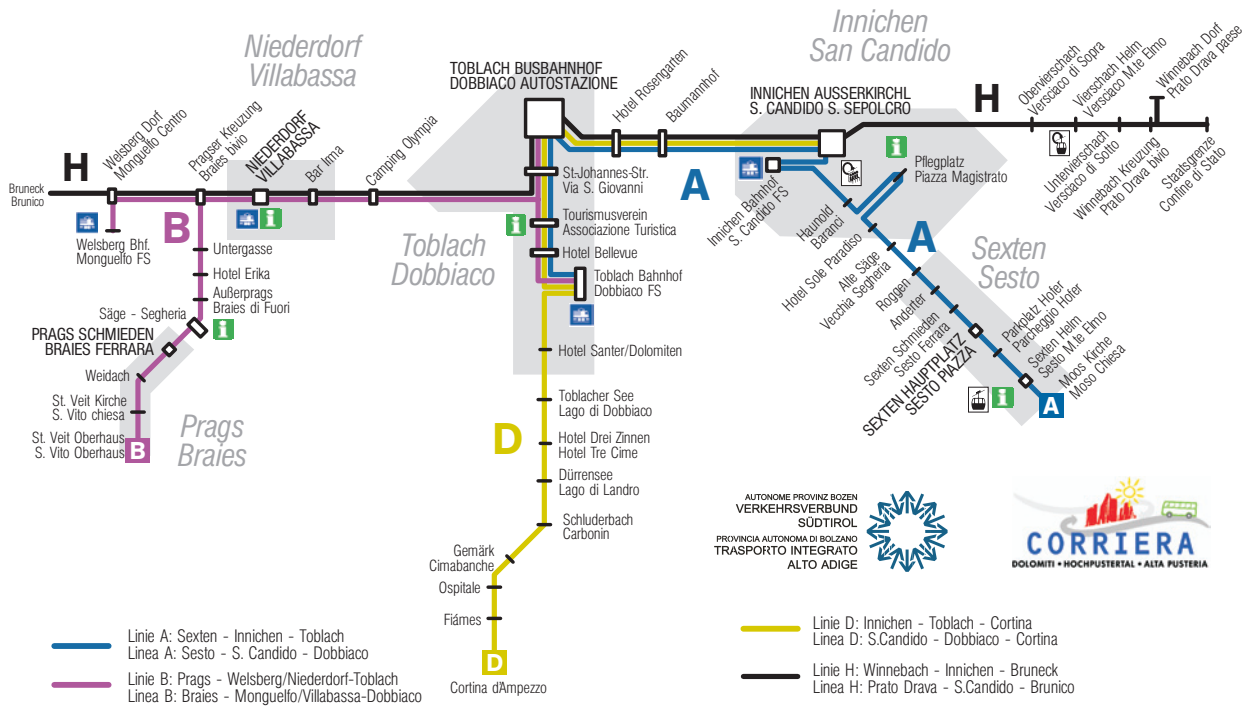 Niederdorf
Villabassa
Innichen
San Candido
TOBLACH BUSBAHNHOF
DOBBIACO AUTOSTAZIONE
INNICHEN AUSSERKIRCHL
S. CANDIDO S. SEPOLCRO
H
H
Bruneck
Brunico
Welsberg Dorf
Monguelfo Centro
Pragser Kreuzung
Braies bivio
NIEDERDORF
VILLABASSA
Bar Irma
Camping Olympia
Hotel Rosengarten
Baumannhof
Obervierschach
Versciaco di Sopra
Vierschach Helm
Versciaco M.te Elmo
Untervierschach
Versciaco di Sotto
Winnebach Kreuzung
Prato Drava bivio
Winnebach Dorf
Prato Drava paese
Staatsgrenze
Confine di Stato
Welsberg Bhf.
Monguelfo FS
B
i
Untergasse
Hotel Erika
Außerprags
Braies di Fuori
Säge - Segheria
i
PRAGS SCHMIEDEN
BRAIES FERRARA
Weidach
St. Veit Kirche
S. Vito chiesa
St. Veit Oberhaus
S. Vito Oberhaus
B
Prags
Braies
Toblach
Dobbiaco
St-Johannes-Str.
Via S. Giovanni
i
Tourismusverein
Associazione Turistica
Hotel Bellevue
Toblach Bahnhof
Dobbiaco FS
Hotel Santer/Dolomiten
Toblacher See
Lago di Dobbiaco
D
Hotel Drei Zinnen
Hotel Tre Cime
Dürrensee
Lago di Landro
Schluderbach
Carbonin
Gemärk
Cimabanche
Ospitale
Fiámes
D
Cortina d'Ampezzo
A
Innichen Bahnhof
S. Candido FS
i
Pflegplatz
Piazza Magistrato
Haunold
Baranci
A
Hotel Sole Paradiso
Alte Säge
Vecchia Segheria
Roggen
Anderter
Sexten Schmieden
Sesto Ferrara
SEXTEN HAUPTPLATZ
SESTO PIAZZA
Sexten
Sesto
Parkplatz Hofer
Parcheggio Hofer
Sexten Helm
Sesto M.te Elmo
Moos Kirche
Moso Chiesa
i
A
AUTONOME PROVINZ BOZEN
VERKEHRSVERBUND
SÜDTIROL
PROVINCIA AUTONOMA DI BOLZANO
TRASPORTO INTEGRATO
ALTO ADIGE
CORRIERA
DOLOMITI • HOCHPUSTERTAL • ALTA PUSTERIA
Linie A: Sexten - Innichen - Toblach
Linea A: Sesto - S. Candido - Dobbiaco
Linie B: Prags - Welsberg/Niederdorf-Toblach
Linea B: Braies - Monguelfo/Villabassa-Dobbiaco
Linie D: Innichen - Toblach - Cortina
Linea D: S.Candido - Dobbiaco - Cortina
Linie H: Winnebach - Innichen - Bruneck
Linea H: Prato Drava - S.Candido - Brunico